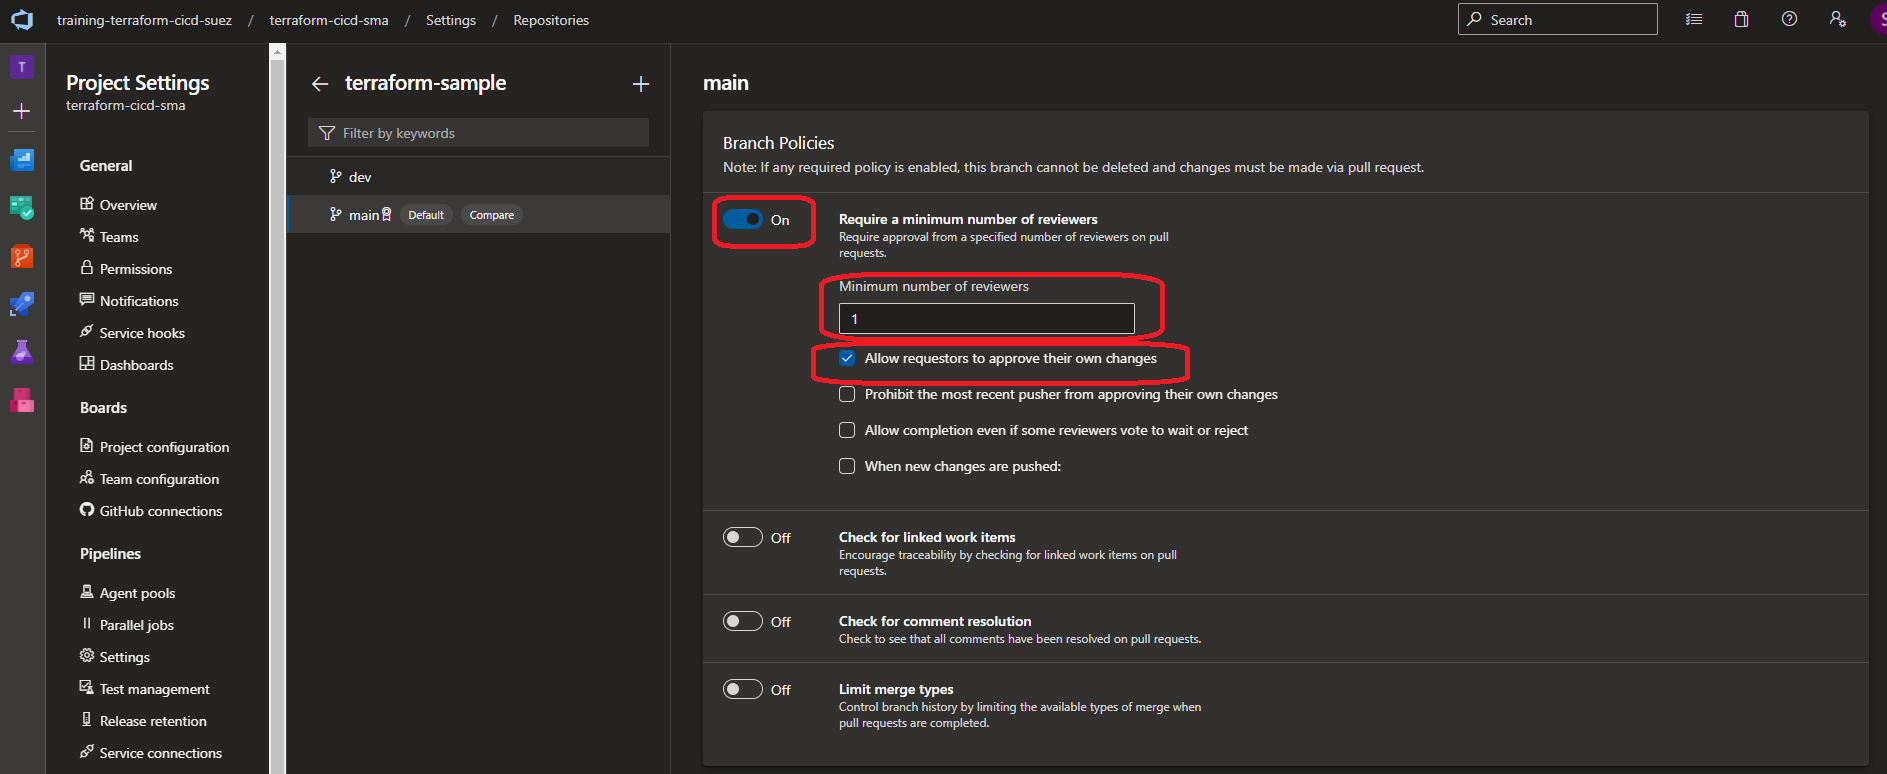 training-terraform-cicd-suez / terraform-cicd-sma / Settings / Repositories
Search
S
T
Project Settings
terraform-cicd-sma
General
Overview
Teams
Permissions
Notifications
Service hooks
Dashboards
Boards
Project configuration
Team configuration
GitHub connections
Pipelines
Agent pools
Parallel jobs
Settings
Test management
Release retention
Service connections
terraform-sample
Filter by keywords
dev
main Default Compare
main
Branch Policies
Note: If any required policy is enabled, this branch cannot be deleted and changes must be made via pull request.
On
Require a minimum number of reviewers
Require approval from a specified number of reviewers on pull
requests.
Minimum number of reviewers
1
Allow requestors to approve their own changes
Prohibit the most recent pusher from approving their own changes
Allow completion even if some reviewers vote to wait or reject
When new changes are pushed:
Off
Check for linked work items
Encourage traceability by checking for linked work items on pull
requests.
Off
Check for comment resolution
Check to see that all comments have been resolved on pull requests.
Off
Limit merge types
Control branch history by limiting the available types of merge when
pull requests are completed.